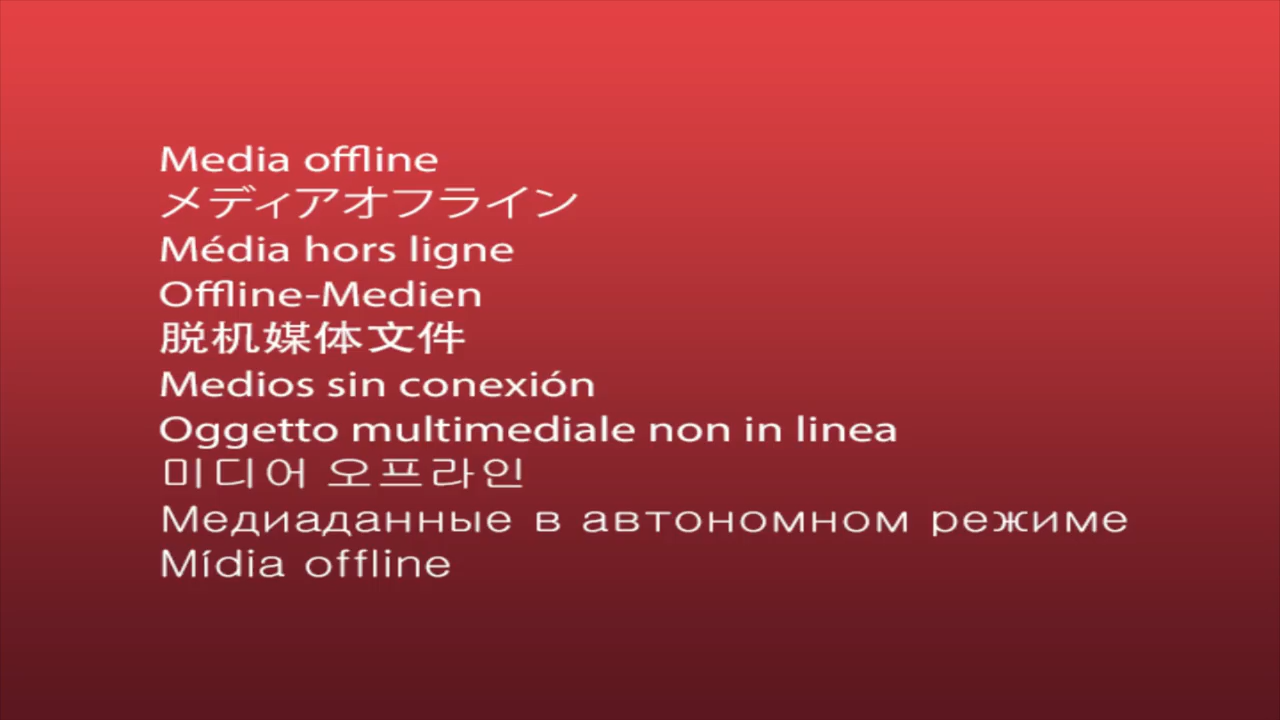 Media offline
メディアオフライン
Média hors ligne
Offline-Medien
脱机媒体文件
Medios sin conexión
Oggetto multimediale non in linea
미디어 오프라인
Медиаданные в автономном режиме
Mídia offline